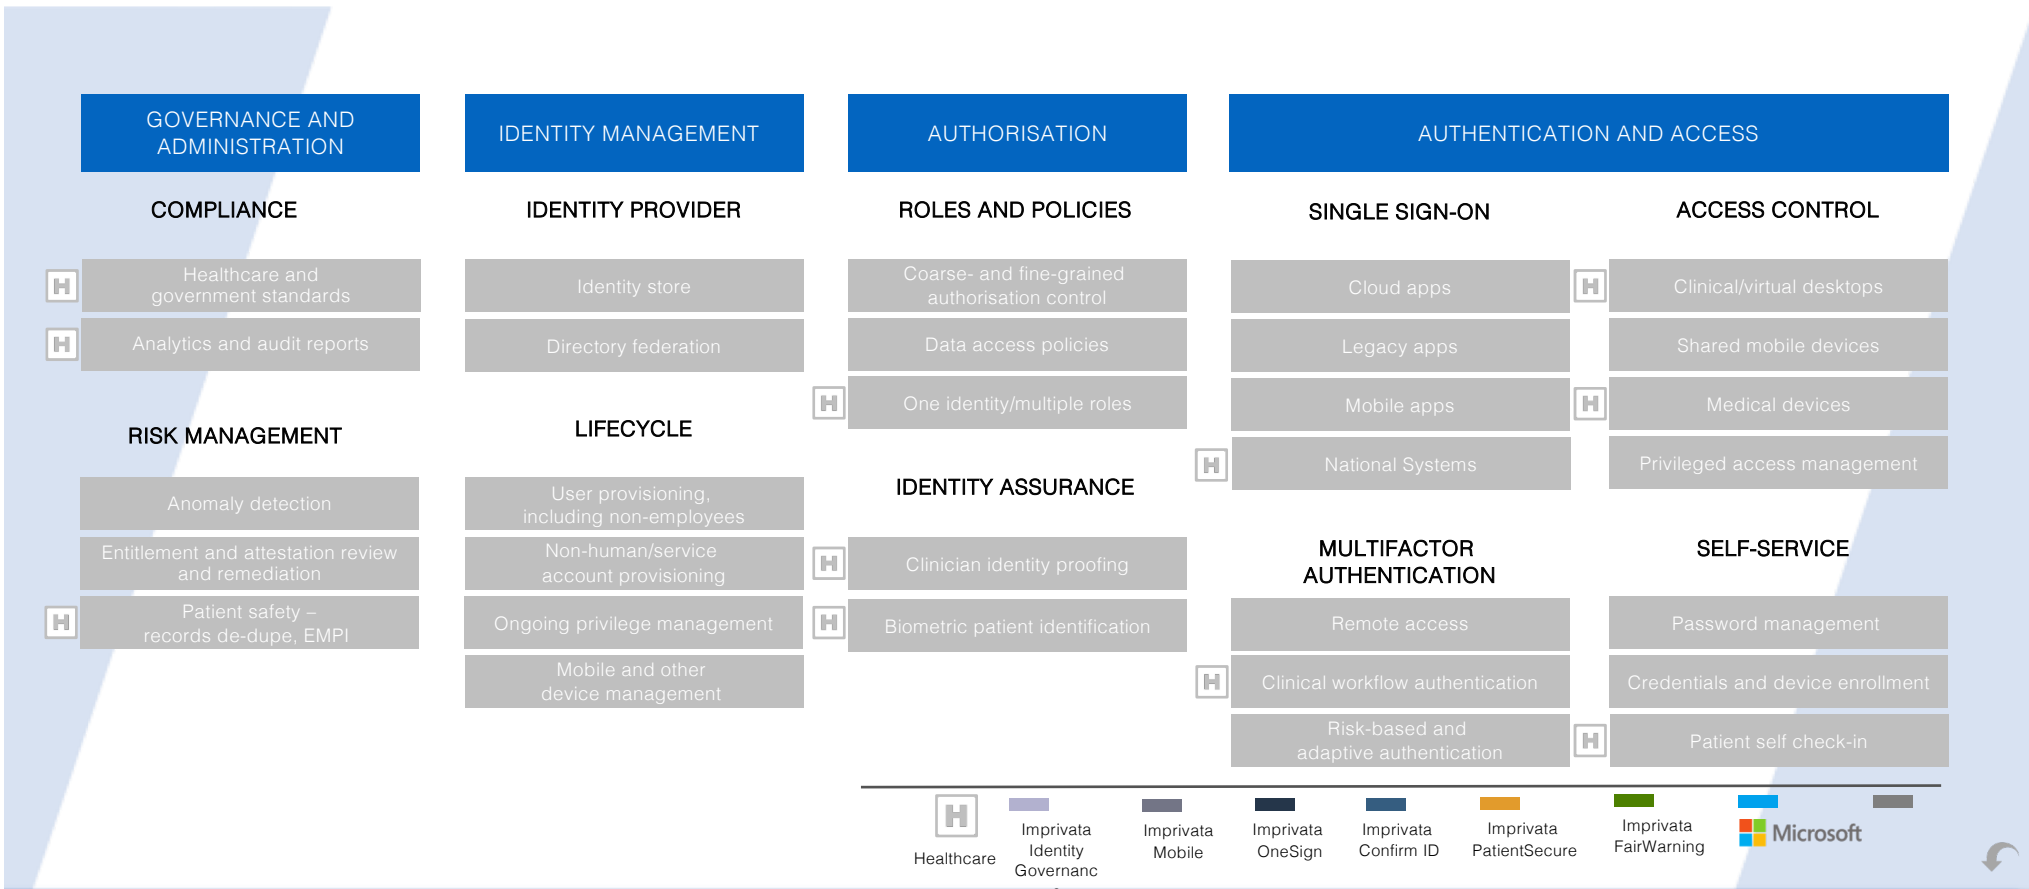 GOVERNANCE AND
ADMINISTRATION
COMPLIANCE
H
Healthcare and
government standards
H
Analytics and audit reports
RISK MANAGEMENT
Anomaly detection
Entitlement and attestation review
and remediation
H
Patient safety –
records de-dupe, EMPI
IDENTITY MANAGEMENT
IDENTITY PROVIDER
Identity store
Directory federation
LIFECYCLE
User provisioning,
including non-employees
Non-human/service
account provisioning
Ongoing privilege management
Mobile and other
device management
AUTHORISATION
ROLES AND POLICIES
Coarse- and fine-grained
authorisation control
Data access policies
H
One identity/multiple roles
IDENTITY ASSURANCE
H
Clinician identity proofing
H
Biometric patient identification
AUTHENTICATION AND ACCESS
SINGLE SIGN-ON
Cloud apps
Legacy apps
Mobile apps
H
National Systems
MULTIFACTOR
AUTHENTICATION
Remote access
H
Clinical workflow authentication
Risk-based and
adaptive authentication
ACCESS CONTROL
H
Clinical/virtual desktops
Shared mobile devices
H
Medical devices
Privileged access management
SELF-SERVICE
Password management
Credentials and device enrollment
H
Patient self check-in
H
Healthcare
Imprivata
Identity
Governanc
Imprivata
Mobile
Imprivata
OneSign
Imprivata
Confirm ID
Imprivata
PatientSecure
Imprivata
FairWarning
Microsoft